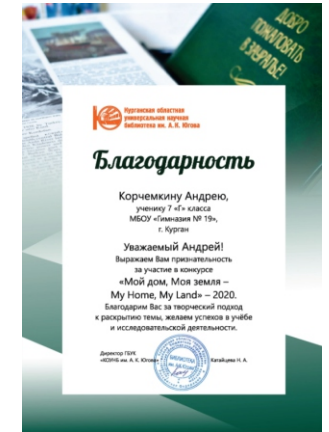 ДОБРО
ПОЖАЛОВАТЬ
В ЗАУРАЛЬЕ!
Курганская областная
универсальная научная
библиотека им. А. К. Югова
Благодарность
Корчемкину Андрею,
ученику 7 «Г» класса
МБОУ «Гимназия № 19»,
г. Курган
Уважаемый Андрей!
Выражаем Вам признательность
за участие в конкурсе
«Мой дом, Моя земля –
My Home, My Land» – 2020.
Благодарим Вас за творческий подход
к раскрытию темы, желаем успехов в учёбе
и исследовательской деятельности.
Директор ГБУК
«КОУНБ им. А. К. Югова»
БИБЛИОТЕКА
Катайцева Н. А.